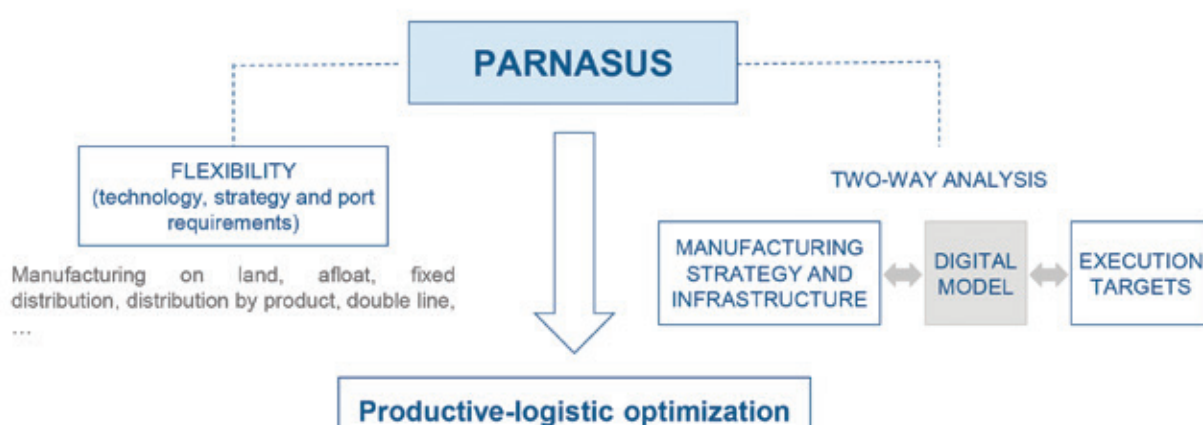 PARNASUS
FLEXIBILITY
(technology, strategy and port
requirements)
Manufacturing on land, afloat, fixed
distribution, distribution by product, double line,
...
TWO-WAY ANALYSIS
MANUFACTURING
STRATEGY AND
INFRASTRUCTURE
DIGITAL
MODEL
EXECUTION
TARGETS
Productive-logistic optimization